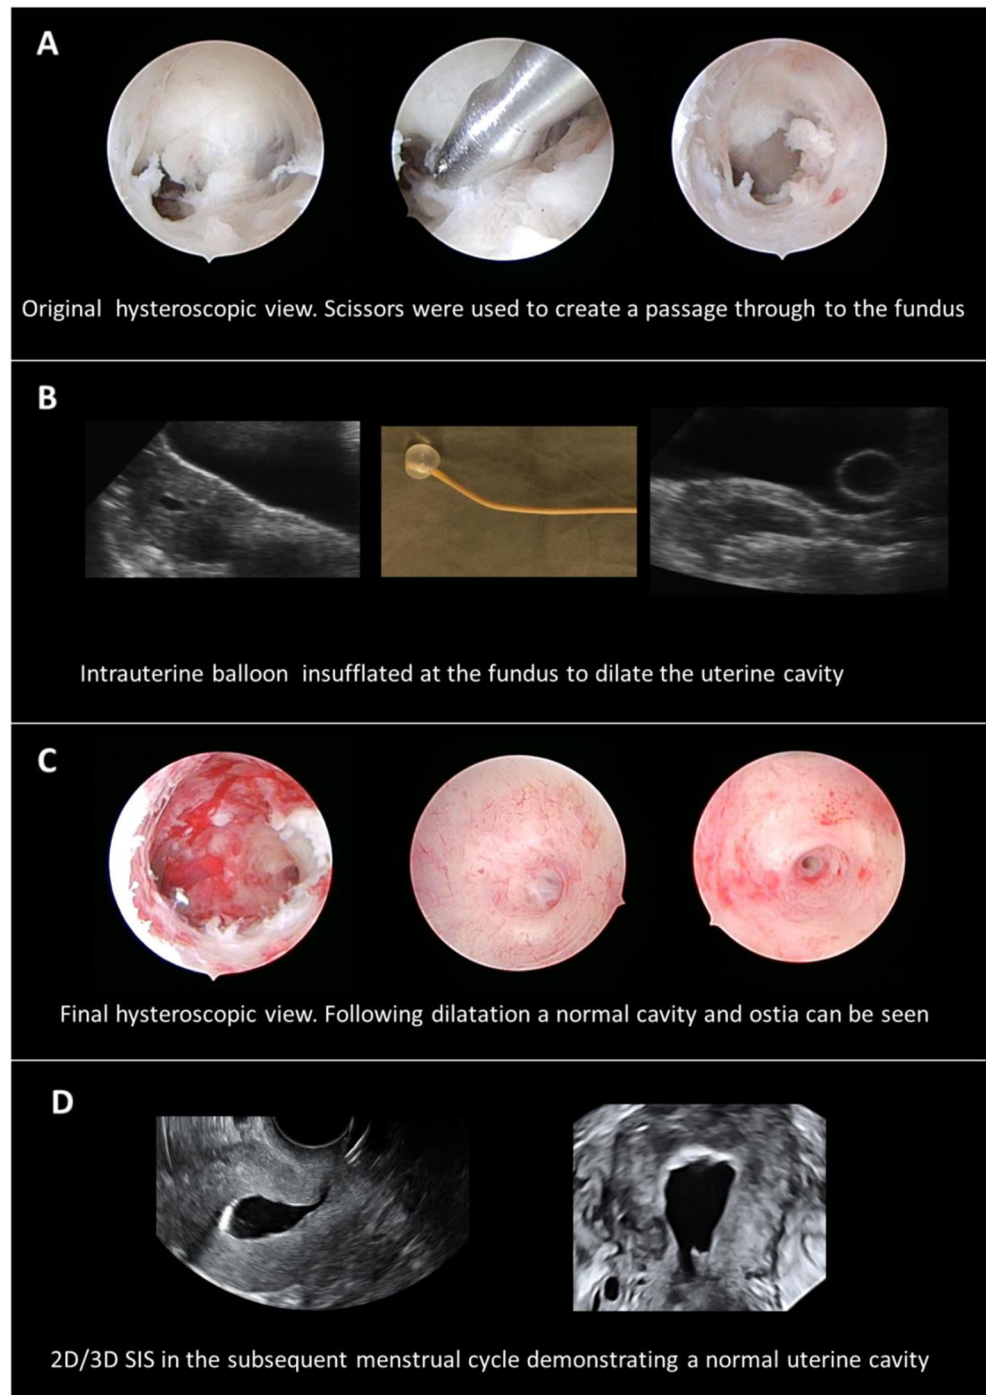 A
Original hysteroscopic view. Scissors were used to create a passage through to the fundus
B
Intrauterine balloon insufflated at the fundus to dilate the uterine cavity
C
Final hysteroscopic view. Following dilatation a normal cavity and ostia can be seen
D
2D/3D SIS in the subsequent menstrual cycle demonstrating a normal uterine cavity